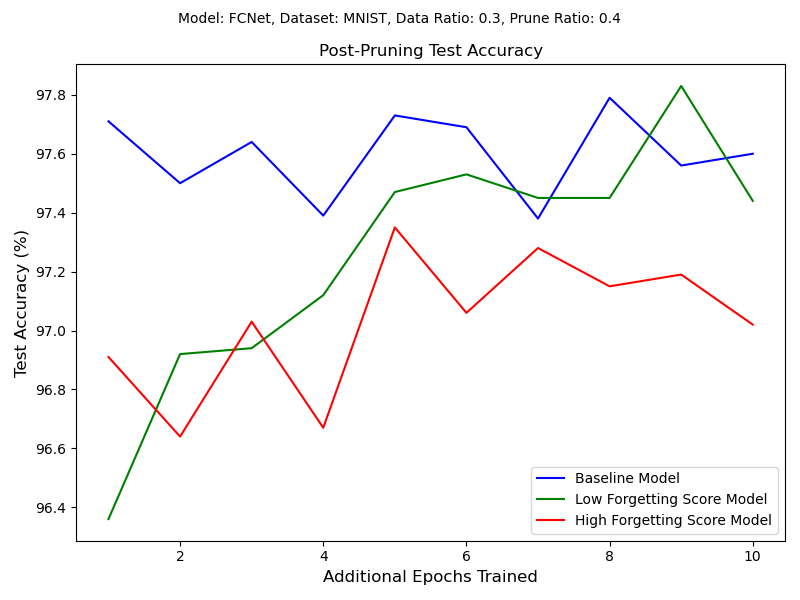 Model: FCNet, Dataset: MNIST, Data Ratio: 0.3, Prune Ratio: 0.4
Post-Pruning Test Accuracy
97.8
97.6
97.4
97.2
97.0
96.8
96.6
96.4
Test Accuracy (%)
Baseline Model
Low Forgetting Score Model
High Forgetting Score Model
2 4 6 8 10
Additional Epochs Trained